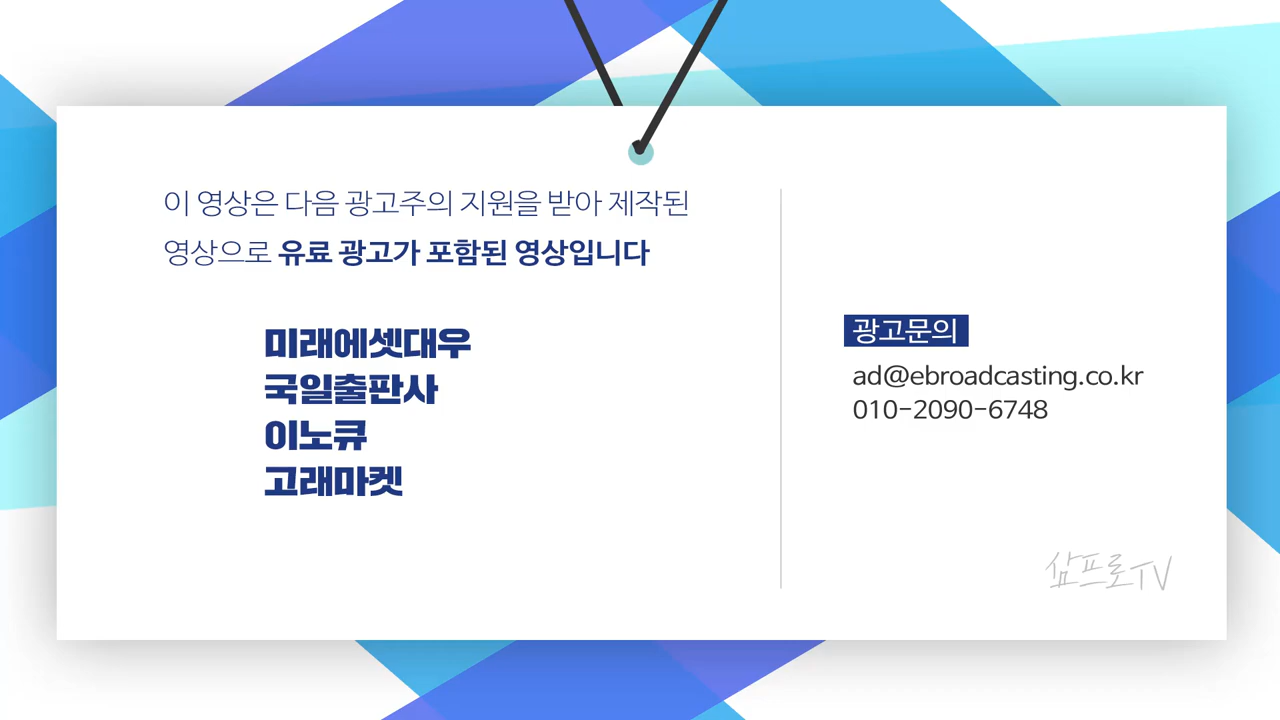 이 영상은 다음 광고주의 지원을 받아 제작된
영상으로 유료 광고가 포함된 영상입니다
미래에셋대우
국일출판사
이노큐
고래마켓
광고문의
ad@ebroadcasting.co.kr
010-2090-6748
삼프로TV